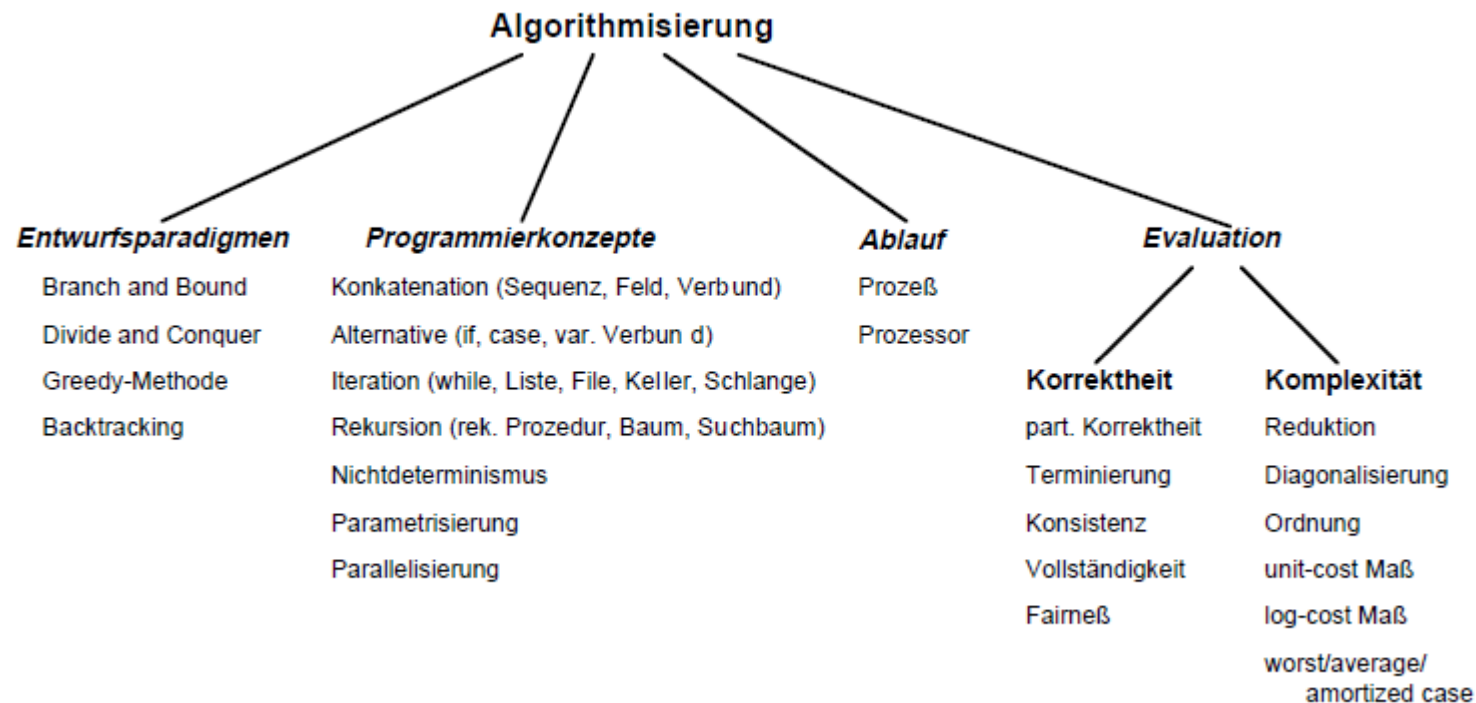 Algorithmisierung
Entwurfsparadigmen
Branch and Bound
Divide and Conquer
Greedy-Methode
Backtracking
Programmierkonzepte
Konkatenation (Sequenz, Feld, Verbund)
Alternative (if, case, var. Verbun d)
Iteration (while, Liste, File, Keller, Schlange)
Rekursion (rek. Prozedur, Baum, Suchbaum)
Nichtdeterminismus
Parametrisierung
Parallelisierung
Ablauf
Prozeß
Prozessor
Evaluation
Korrektheit
part. Korrektheit
Terminierung
Konsistenz
Vollständigkeit
Fairneß
Komplexität
Reduktion
Diagonalisierung
Ordnung
unit-cost Maß
log-cost Maß
worst/average/
amortized case